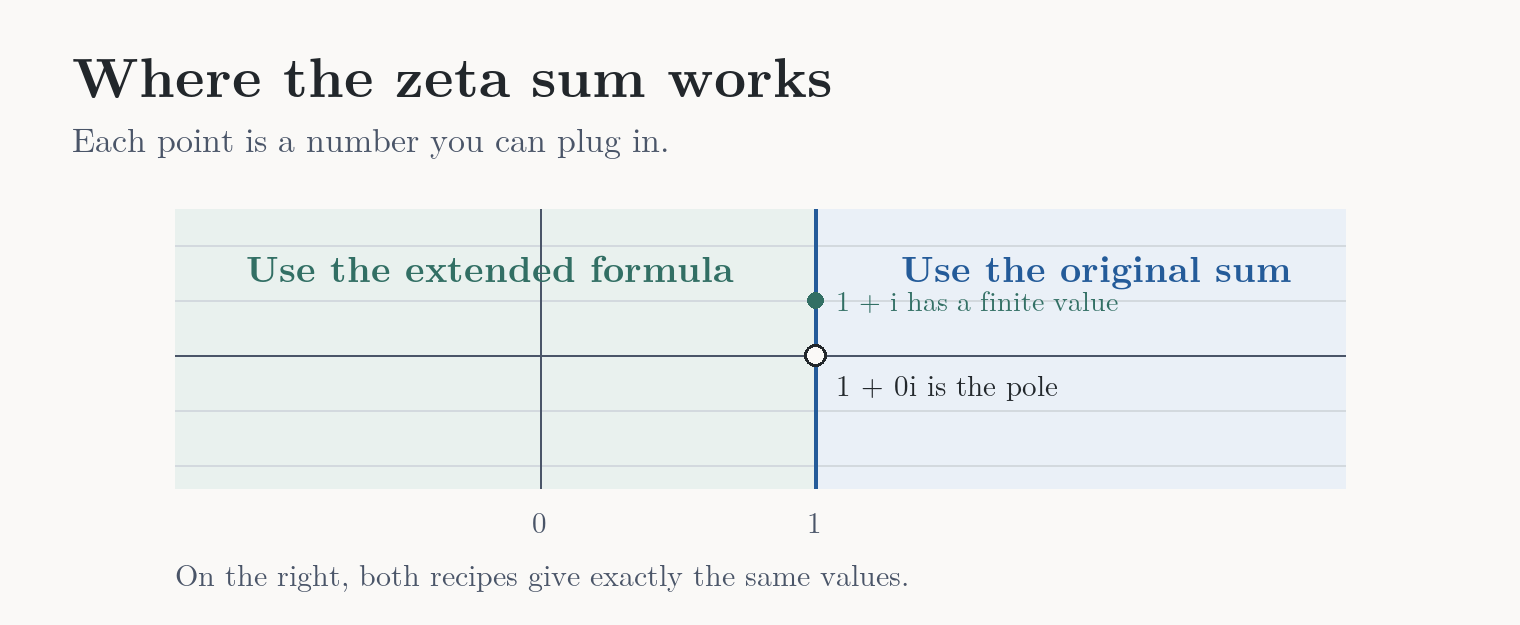 Where the zeta sum works
Each point is a number you can plug in.
Use the extended formula
Use the original sum
1 + i has a finite value
1 + 0i is the pole
0
1
On the right, both recipes give exactly the same values.